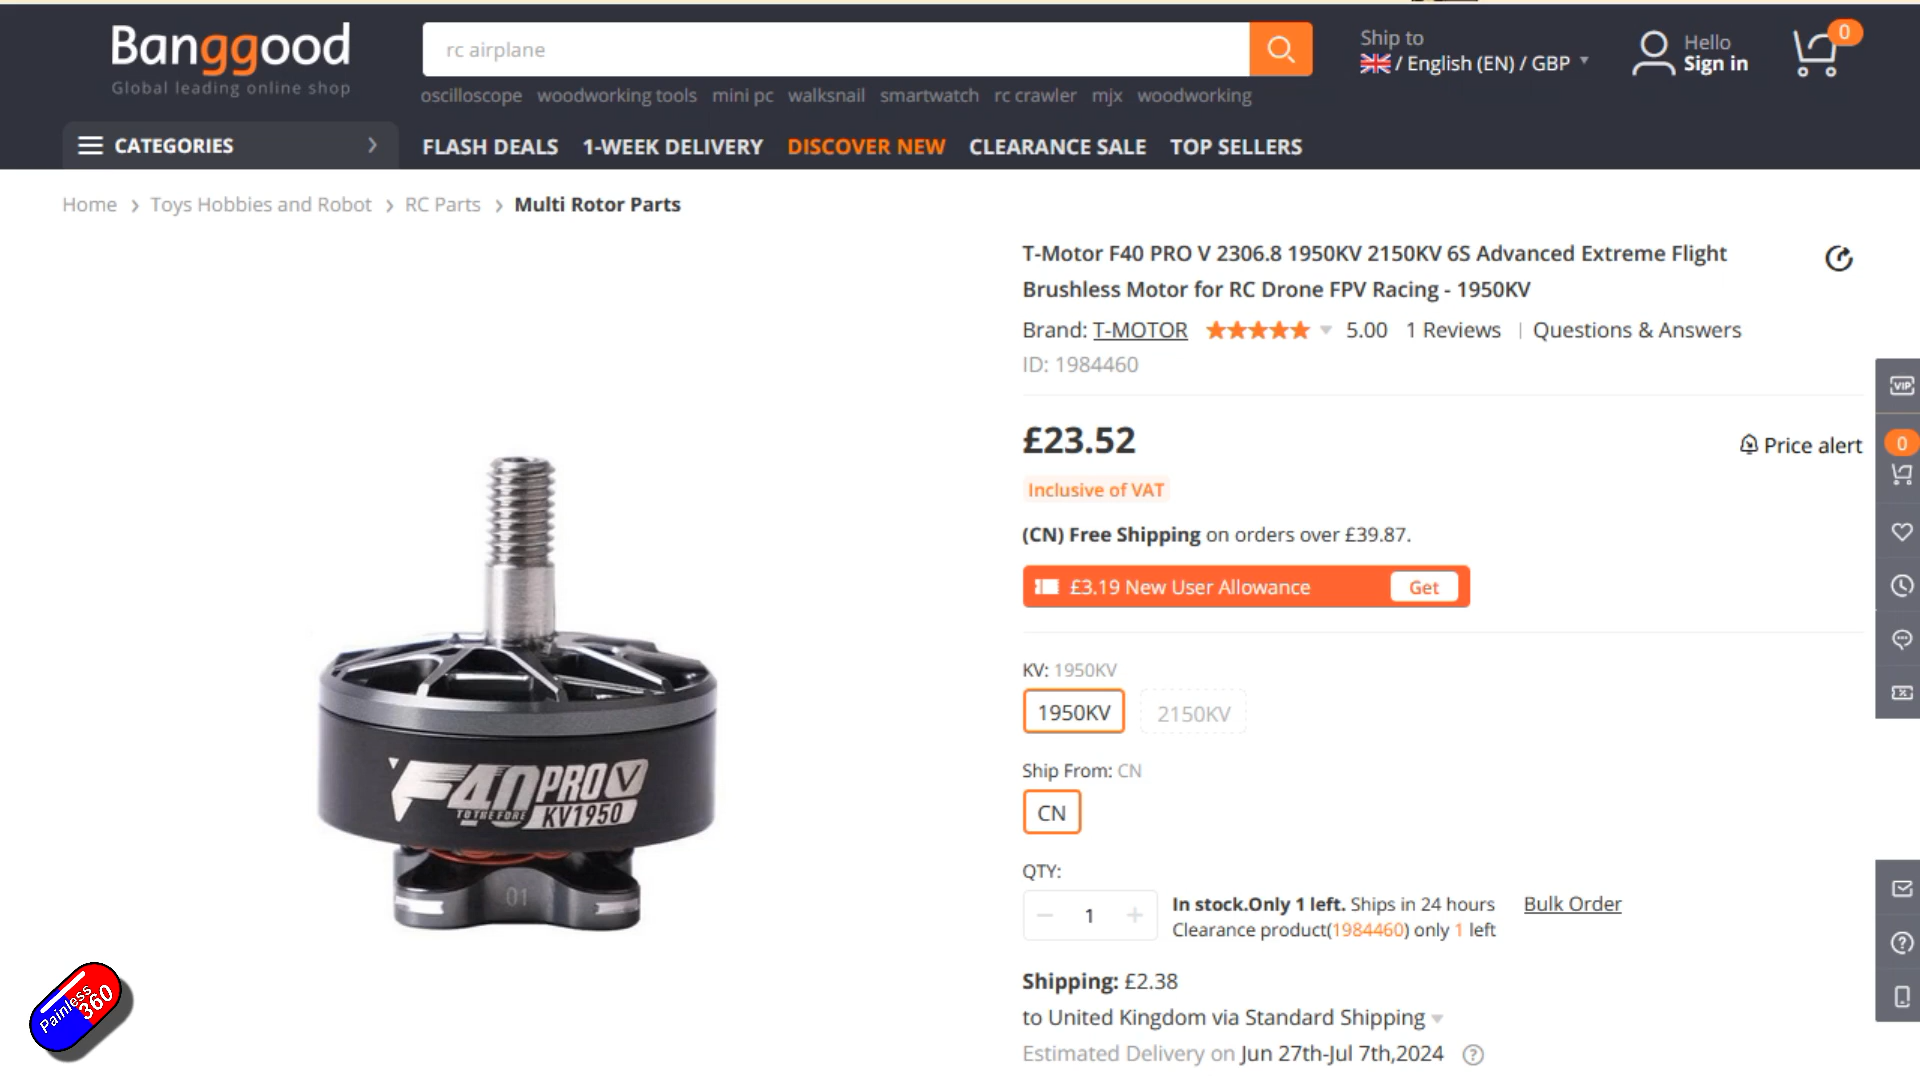 Banggood
Global leading online shop
rc airplane
Ship to
/ English (EN) / GBP
Hello
Sign in
0
oscilloscope woodworking tools mini pc walksnail smartwatch rc crawler mjx woodworking
CATEGORIES
FLASH DEALS 1-WEEK DELIVERY DISCOVER NEW CLEARANCE SALE TOP SELLERS
Home > Toys Hobbies and Robot > RC Parts > Multi Rotor Parts
T-Motor F40 PRO V 2306.8 1950KV 2150KV 6S Advanced Extreme Flight
Brushless Motor for RC Drone FPV Racing - 1950KV
Brand: T-MOTOR 5.00 1 Reviews | Questions & Answers
ID: 1984460
VIP
£23.52
Price alert
0
Inclusive of VAT
(CN) Free Shipping on orders over £39.87.
£3.19 New User Allowance Get
KV: 1950KV
1950KV 2150KV
Ship From: CN
CN
F40 PRO V
TO THE FORE KV1950
01
QTY:
− 1 +
In stock.Only 1 left. Ships in 24 hours Bulk Order
Clearance product(1984460) only 1 left
Shipping: £2.38
to United Kingdom via Standard Shipping
Estimated Delivery on Jun 27th-Jul 7th,2024 ?
Painless
360